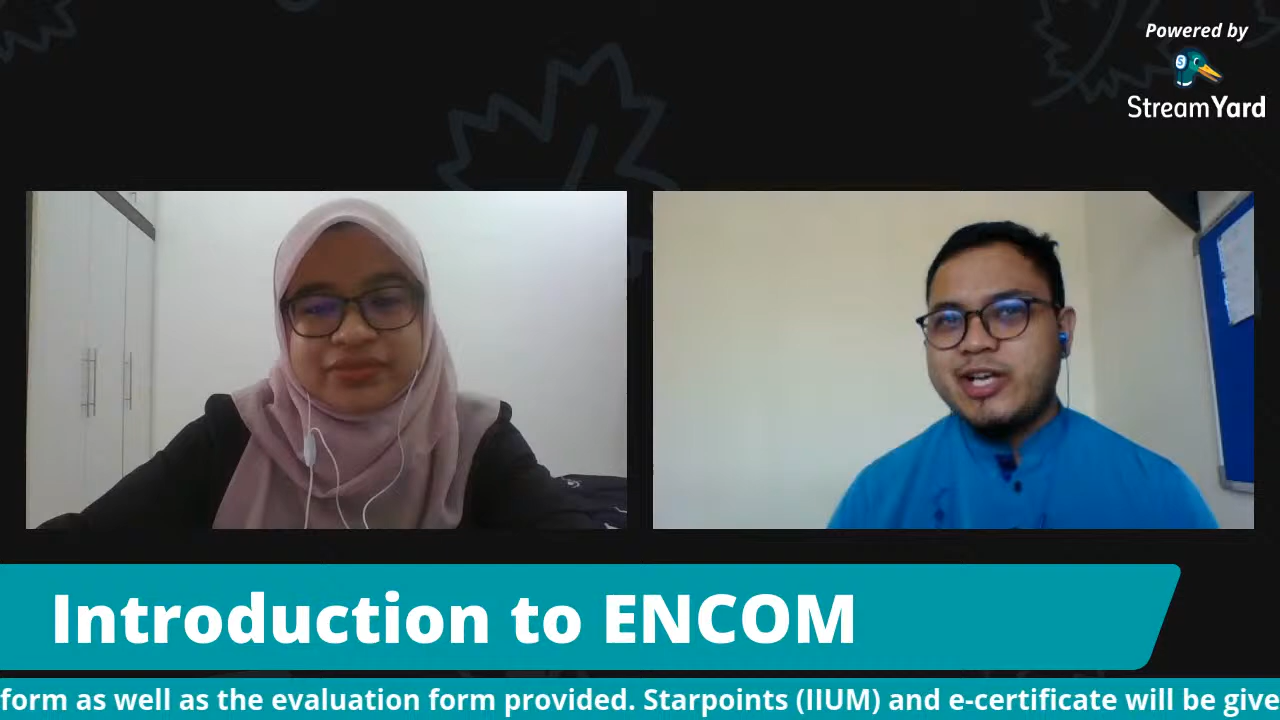 Powered by
StreamYard
Introduction to ENCOM
form as well as the evaluation form provided. Starpoints (IIUM) and e-certificate will be give